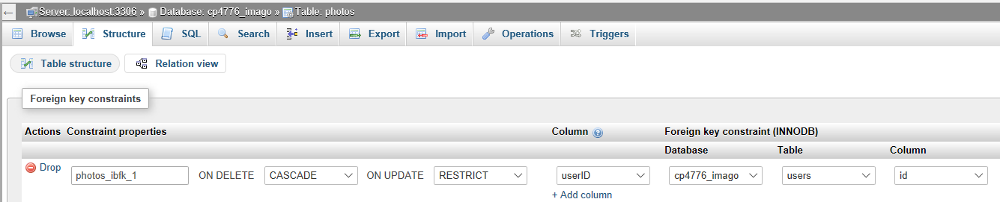 Server: localhost:3306 » Database: cp4776_imago » Table: photos
Browse Structure SQL Search Insert Export Import Operations Triggers
Table structure Relation view
Foreign key constraints
Actions Constraint properties Column Foreign key constraint (INNODB)
Database Table Column
Drop photos_ibfk_1 ON DELETE CASCADE ON UPDATE RESTRICT userID cp4776_imago users id
+ Add column